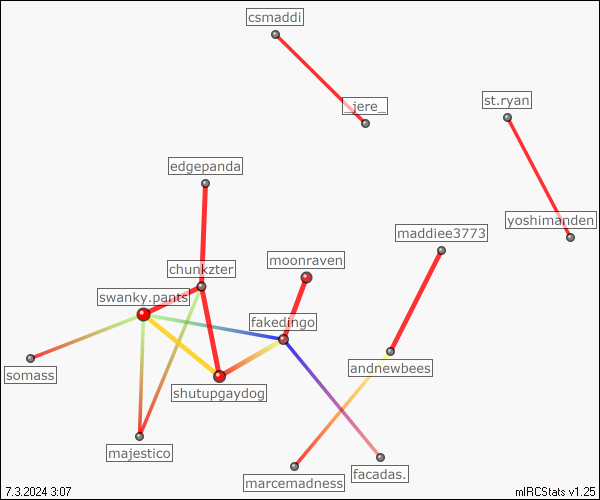 csmaddi
_jere_
st.ryan
edgepanda
yoshimanden
maddiee3773
moonraven
chunkzter
swanky.pants
fakedingo
andnewbees
somass
shutupgaydog
majestico
facadas.
marcemadness
7.3.2024 3:07
mIRCStats v1.25